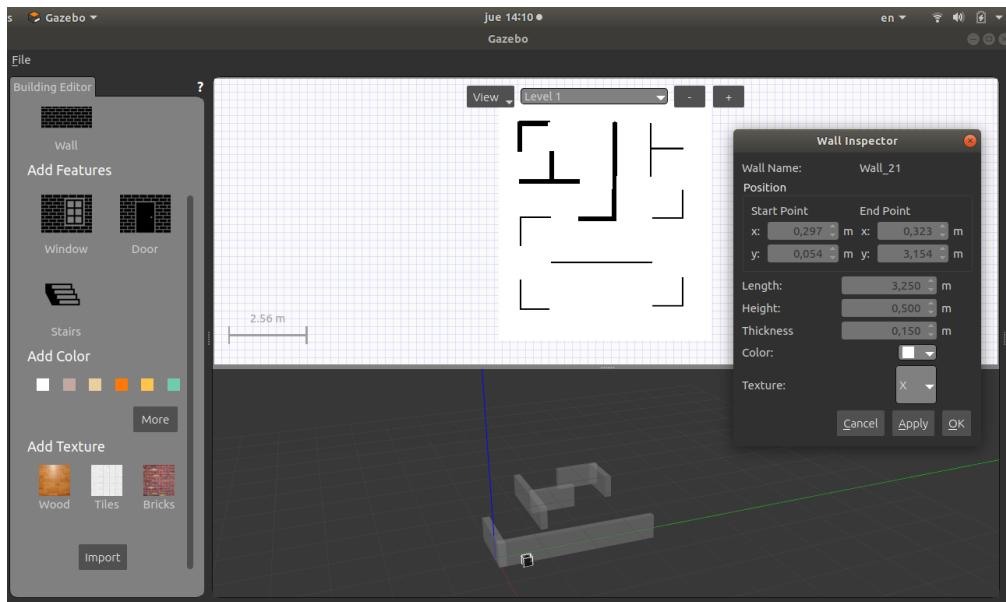 s Gazebo jue 14:10 en
Gazebo
File
Building Editor ?
Wall
Add Features
Window Door
Stairs
Add Color
More
Add Texture
Wood Tiles Bricks
Import
View Level 1 - +
2.56 m
Wall Inspector
Wall Name: Wall_21
Position
Start Point End Point
x: 0,297 m x: 0,323 m
y: 0,054 m y: 3,154 m
Length: 3,250 m
Height: 0,500 m
Thickness 0,150 m
Color:
Texture: X
Cancel Apply OK